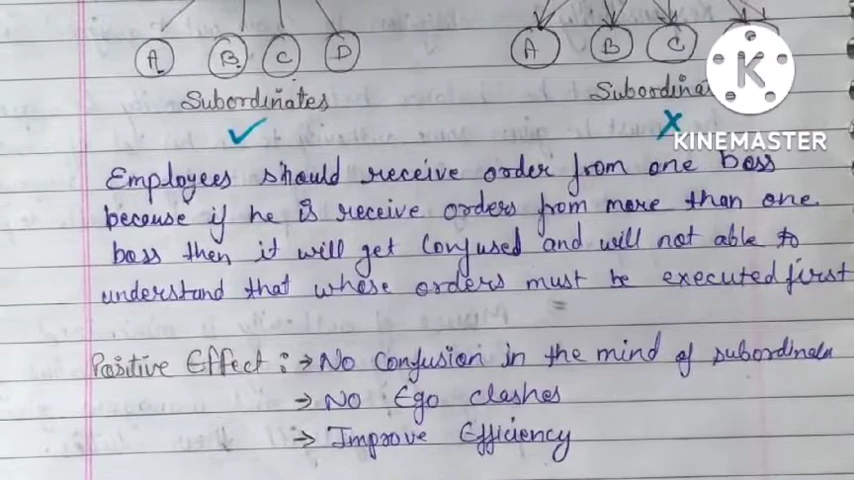 A B C D A B C
Subordinates Subordina
K
KINEMASTER
Employees should receive order from one boss
because if he is receive orders from more than one
boss then it will get confused and will not able to
understand that whose orders must be executed first
Positive Effect :→ No confusion in the mind of subordinate
→ No Ego clashes
→ Improve Efficiency